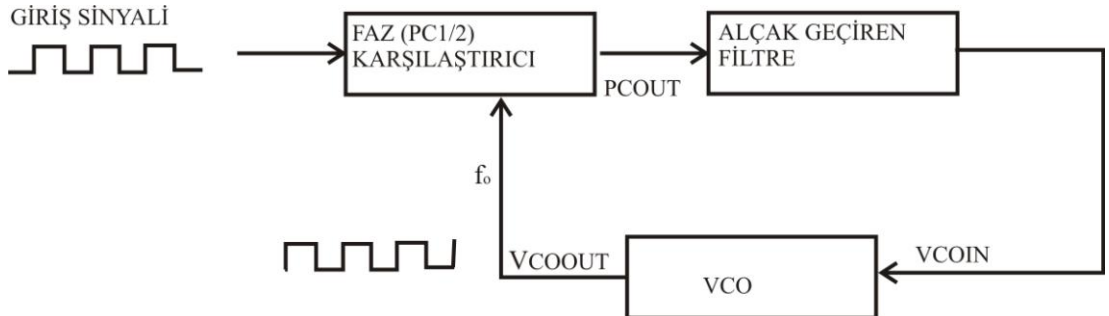 GİRİŞ SİNYALİ
FAZ (PC1/2)
KARŞILAŞTIRICI
PCOUT
ALÇAK GEÇİREN
FİLTRE
fo
VCOOUT
VCO
VCOIN